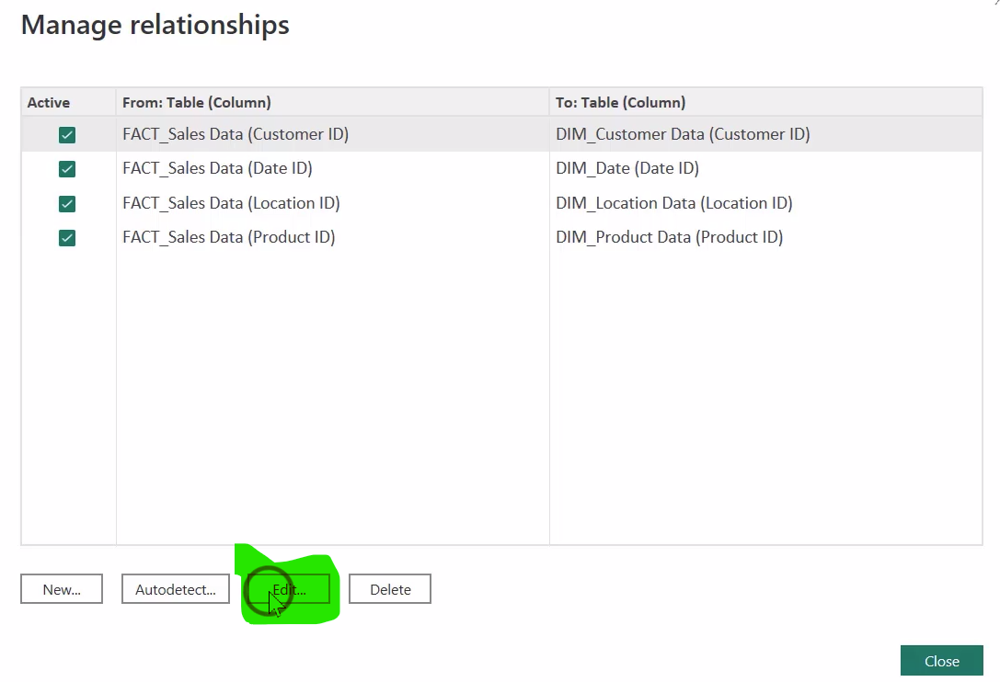 Manage relationships
Active From: Table (Column) To: Table (Column)
FACT_Sales Data (Customer ID) DIM_Customer Data (Customer ID)
FACT_Sales Data (Date ID) DIM_Date (Date ID)
FACT_Sales Data (Location ID) DIM_Location Data (Location ID)
FACT_Sales Data (Product ID) DIM_Product Data (Product ID)
New... Autodetect... Edit... Delete
Close